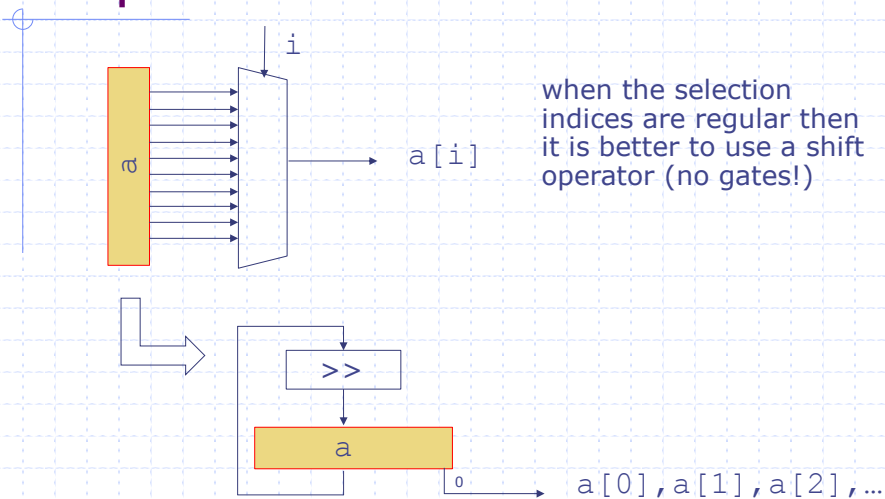 i
a
a[i]
when the selection
indices are regular then
it is better to use a shift
operator (no gates!)
>>
a
0
a[0],a[1],a[2],…